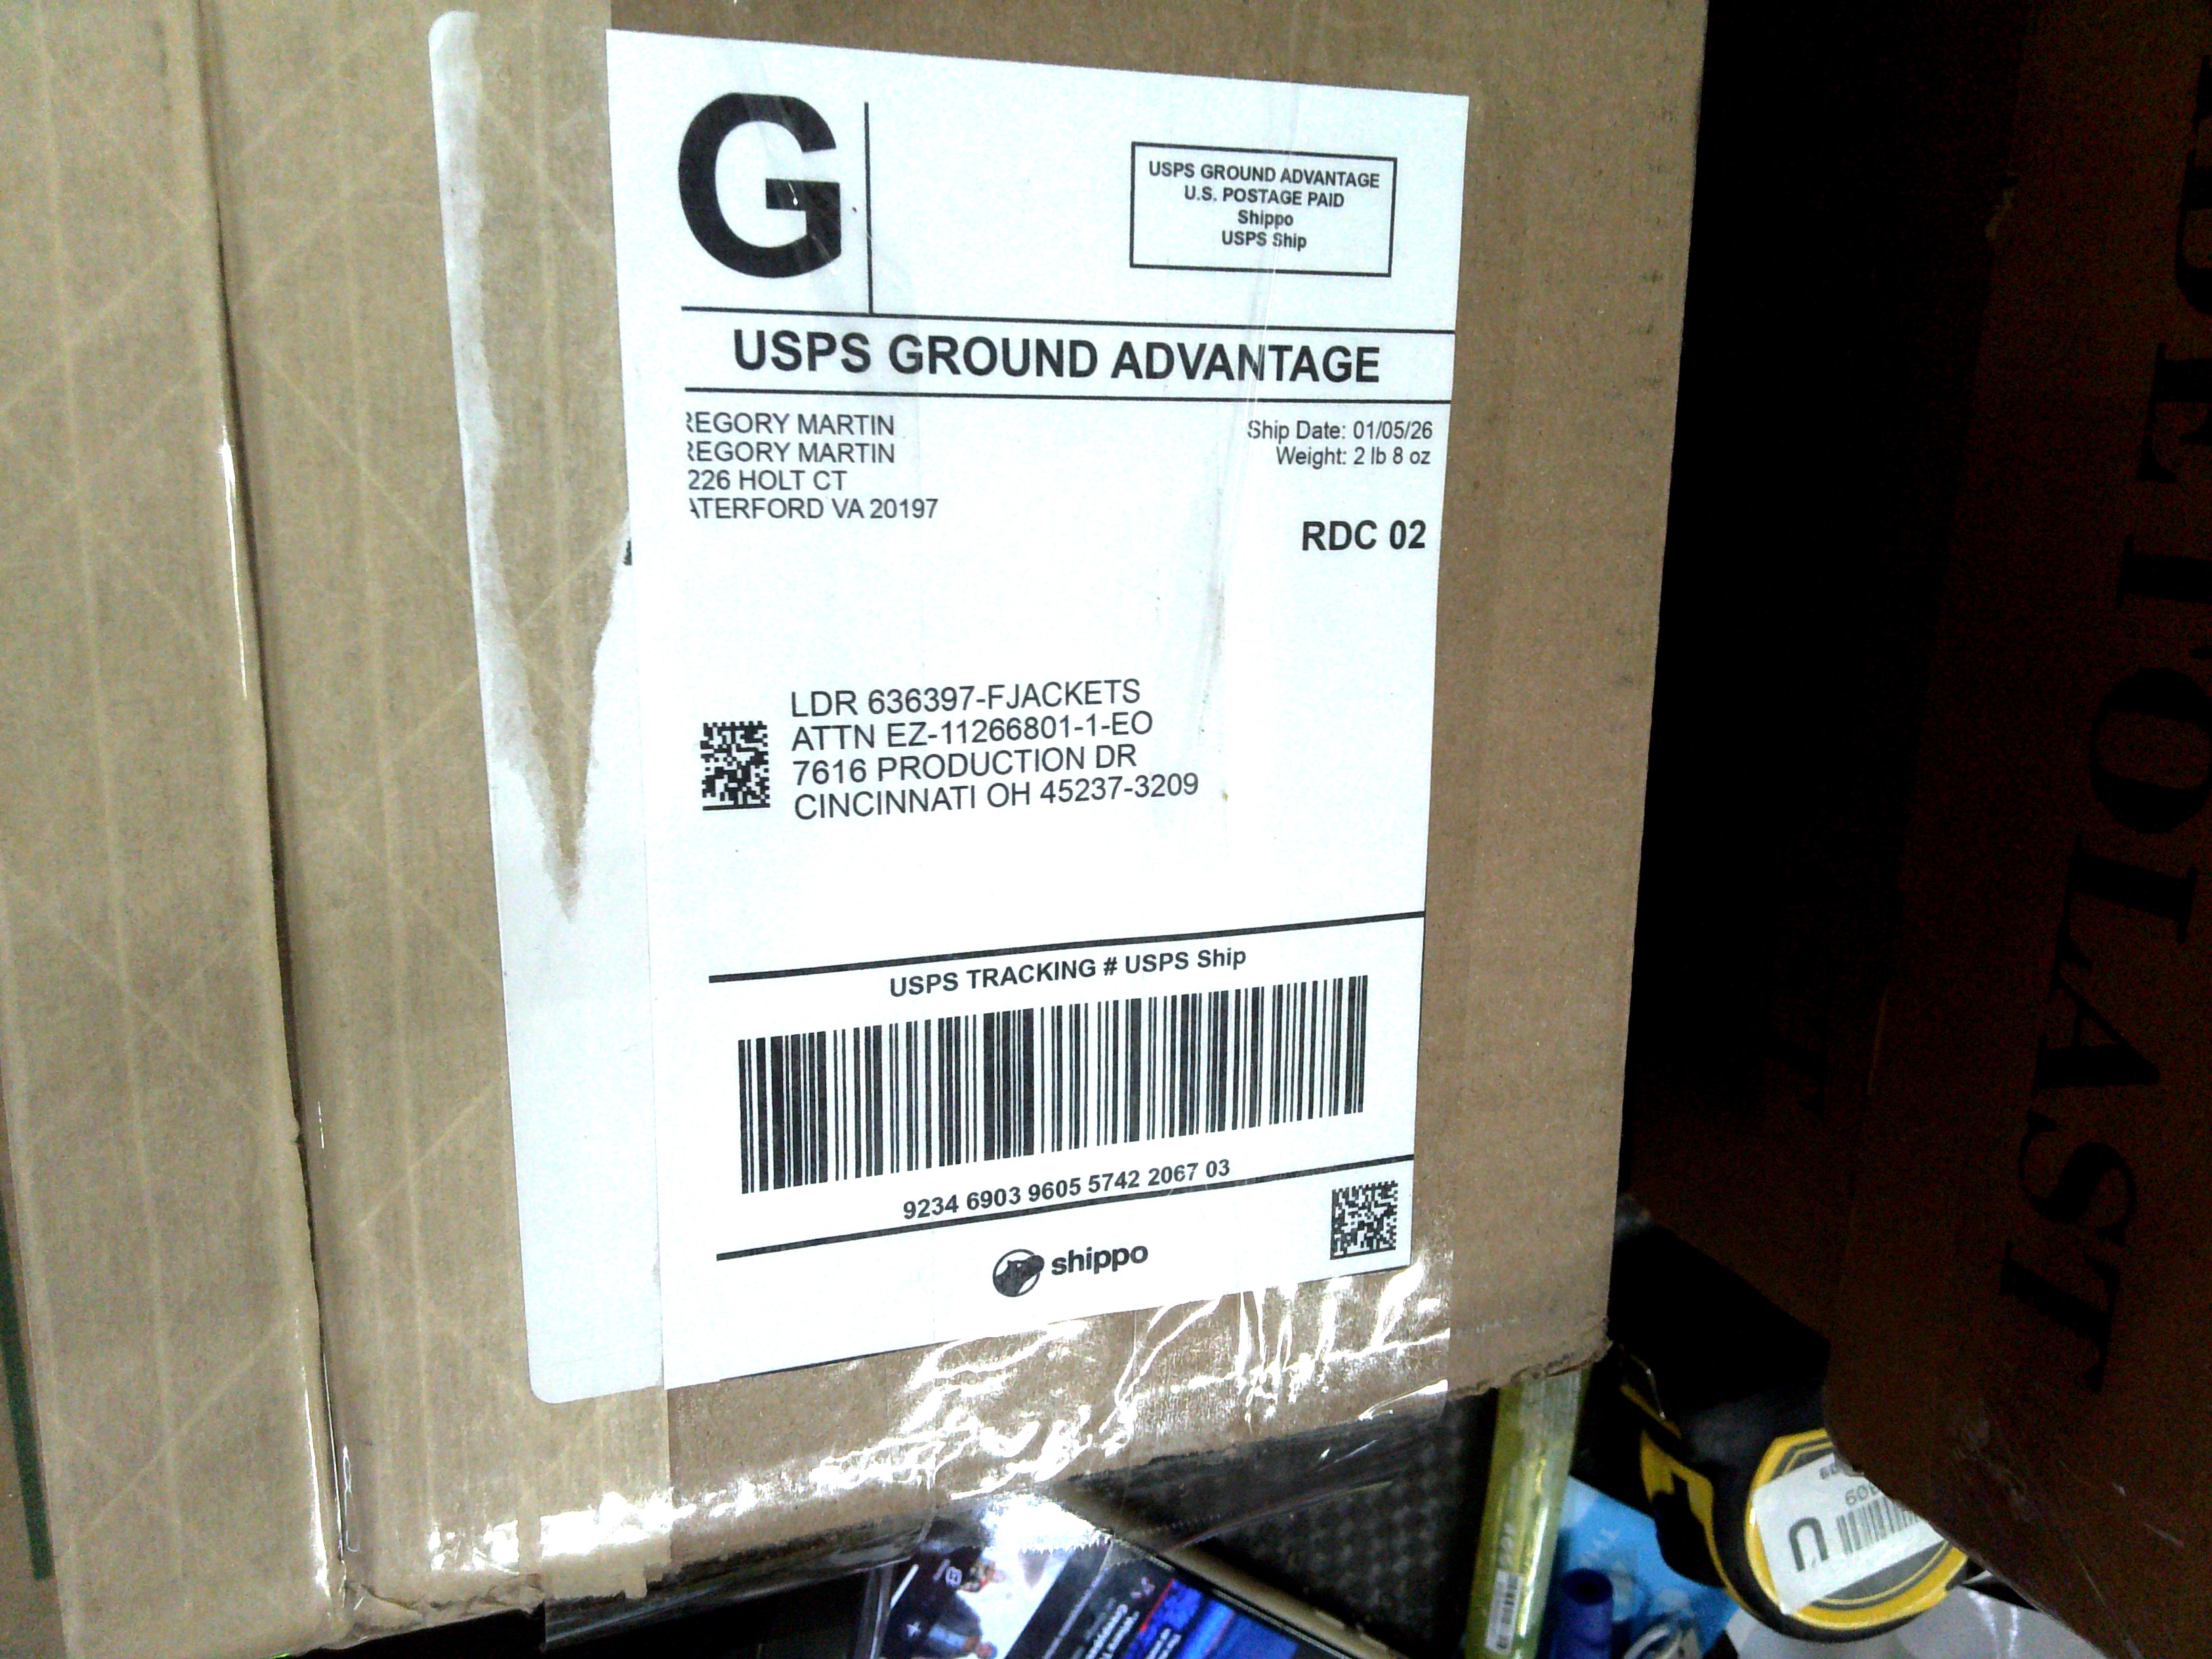 G
USPS GROUND ADVANTAGE
U.S. POSTAGE PAID
Shippo
USPS Ship
USPS GROUND ADVANTAGE
REGORY MARTIN
REGORY MARTIN
226 HOLT CT
ATERFORD VA 20197
Ship Date: 01/05/26
Weight: 2 lb 8 oz
RDC 02
LDR 636397-FJACKETS
ATTN EZ-11266801-1-EO
7616 PRODUCTION DR
CINCINNATI OH 45237-3209
USPS TRACKING # USPS Ship
9234 6903 9605 5742 2067 03
shippo